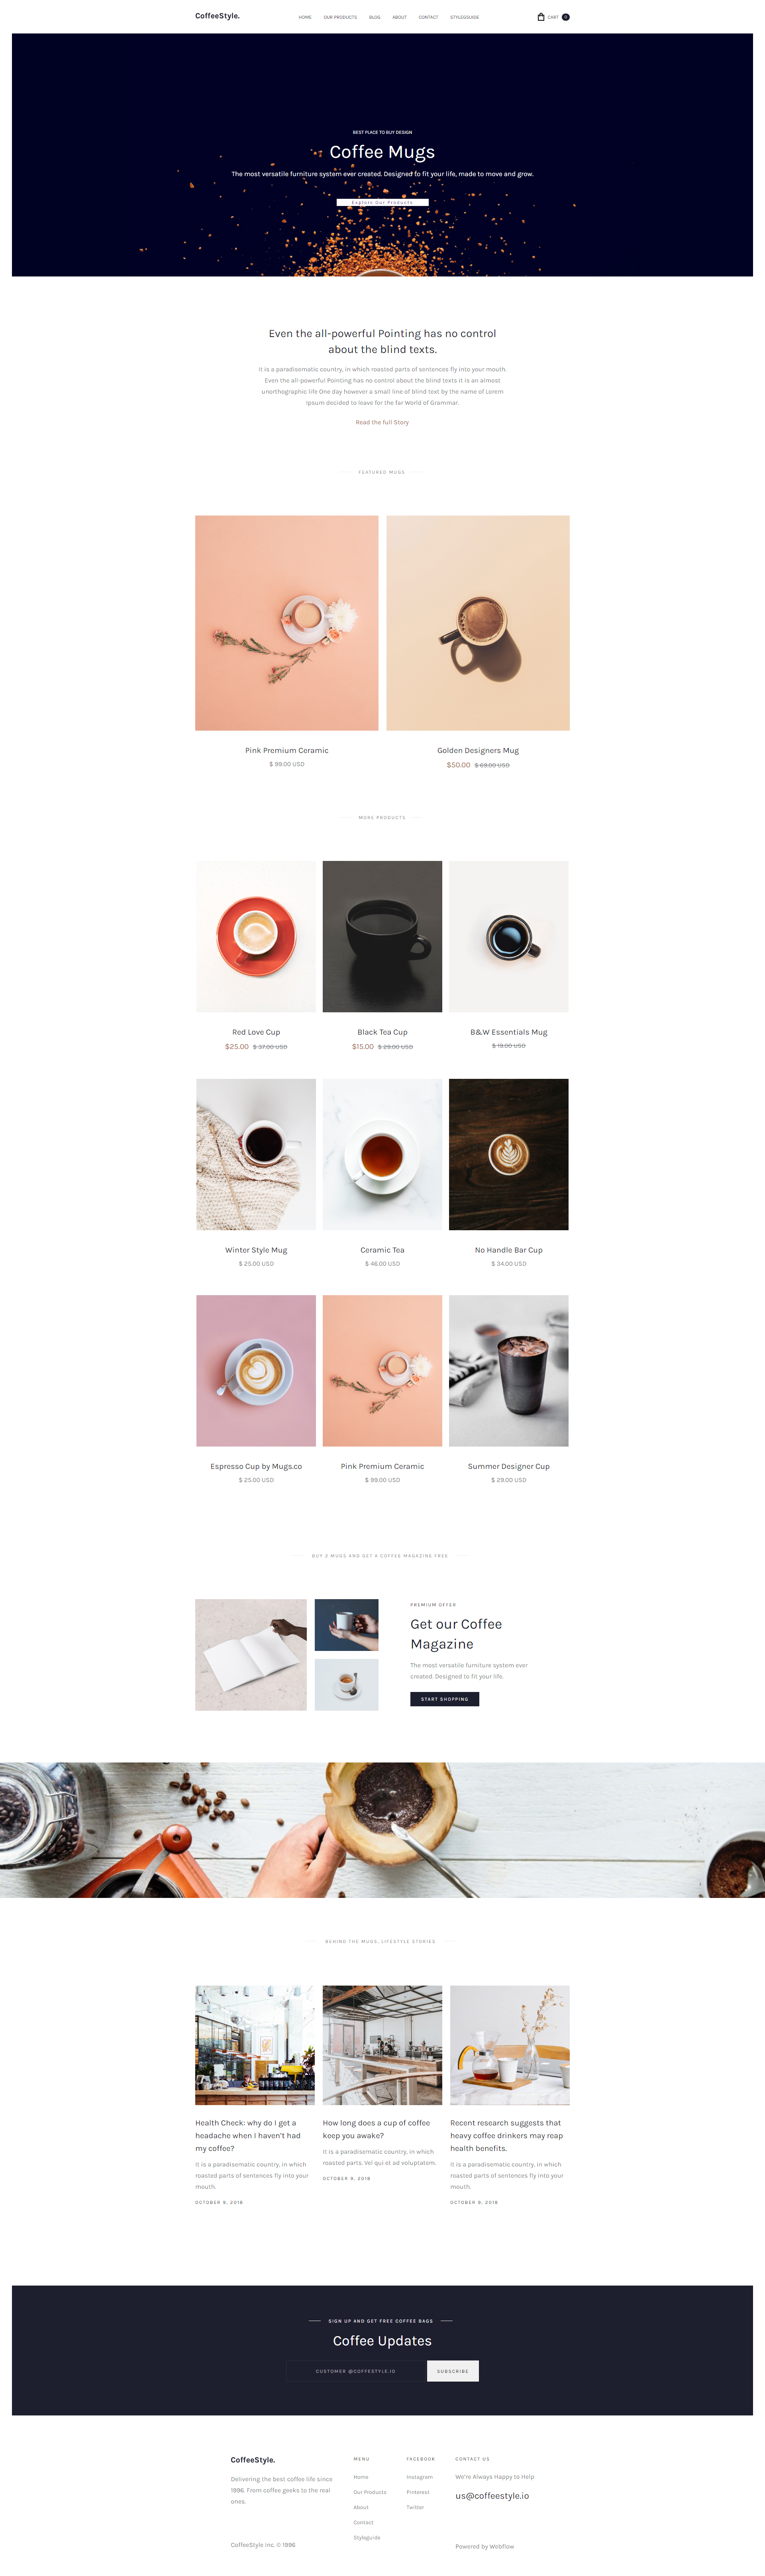 CoffeeStyle.
HOME OUR PRODUCTS BLOG ABOUT CONTACT STYLEGSUIDE
CART 0
BEST PLACE TO BUY DESIGN
Coffee Mugs
The most versatile furniture system ever created. Designed to fit your life, made to move and grow.
Explore Our Products
Even the all-powerful Pointing has no control
about the blind texts.
It is a paradisematic country, in which roasted parts of sentences fly into your mouth.
Even the all-powerful Pointing has no control about the blind texts it is an almost
unorthographic life One day however a small line of blind text by the name of Lorem
Ipsum decided to leave for the far World of Grammar.
Read the full Story
FEATURED MUGS
Pink Premium Ceramic
$ 99.00 USD
Golden Designers Mug
$50.00 $ 69.00 USD
MORE PRODUCTS
Red Love Cup
$25.00 $ 37.00 USD
Black Tea Cup
$15.00 $ 29.00 USD
B&W Essentials Mug
$ 19.00 USD
Winter Style Mug
$ 25.00 USD
Ceramic Tea
$ 46.00 USD
No Handle Bar Cup
$ 34.00 USD
Espresso Cup by Mugs.co
$ 25.00 USD
Pink Premium Ceramic
$ 99.00 USD
Summer Designer Cup
$ 29.00 USD
BUY 2 MUGS AND GET A COFFEE MAGAZINE FREE
PREMIUM OFFER
Get our Coffee
Magazine
The most versatile furniture system ever
created. Designed to fit your life.
START SHOPPING
BEHIND THE MUGS, LIFESTYLE STORIES
Health Check: why do I get a
headache when I haven't had
my coffee?
It is a paradisematic country, in which
roasted parts of sentences fly into your
mouth.
OCTOBER 9, 2018
How long does a cup of coffee
keep you awake?
It is a paradisematic country, in which
roasted parts. Vel qui et ad voluptatem.
OCTOBER 9, 2018
Recent research suggests that
heavy coffee drinkers may reap
health benefits.
It is a paradisematic country, in which
roasted parts of sentences fly into your
mouth.
OCTOBER 9, 2018
SIGN UP AND GET FREE COFFEE BAGS
Coffee Updates
CUSTOMER @COFFESTYLE.IO
SUBSCRIBE
CoffeeStyle.
Delivering the best coffee life since
1996. From coffee geeks to the real
ones.
CoffeeStyle Inc. © 1996
MENU
Home
Our Products
About
Contact
Styleguide
FACEBOOK
Instagram
Pinterest
Twitter
CONTACT US
We're Always Happy to Help
us@coffeestyle.io
Powered by Webflow